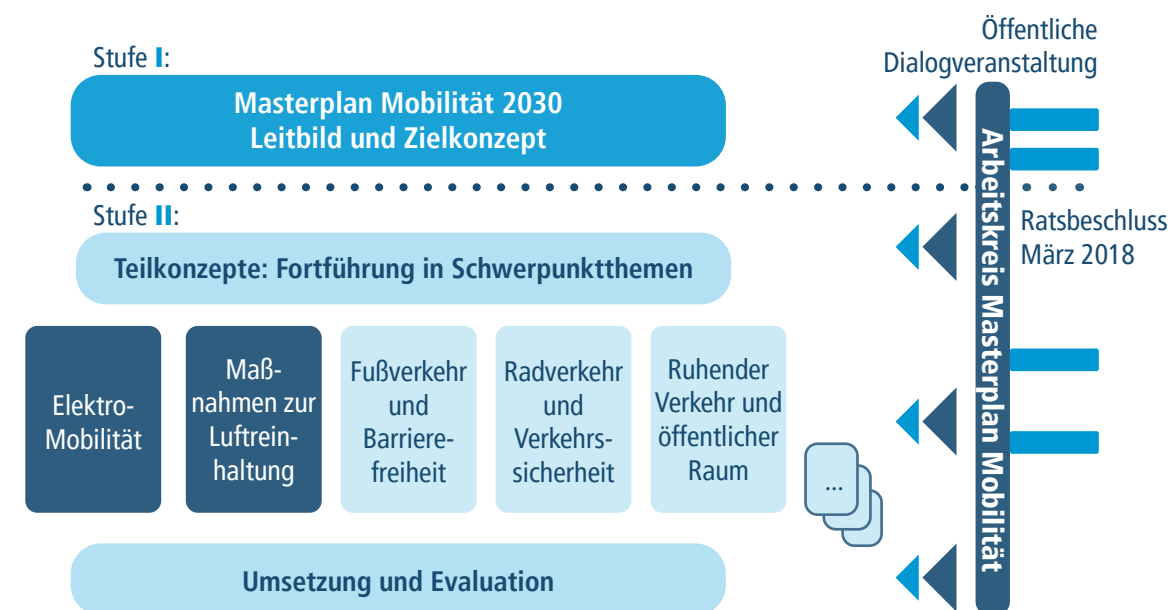 Stufe I:
Masterplan Mobilität 2030
Leitbild und Zielkonzept
Öffentliche
Dialogveranstaltung
Stufe II:
Teilkonzepte: Fortführung in Schwerpunktthemen
Ratsbeschluss
März 2018
Elektro-
Mobilität
Maß-
nahmen zur
Luftrein-
haltung
Fußverkehr
und
Barriere-
freiheit
Radverkehr
und
Verkehrs-
sicherheit
Ruhender
Verkehr und
öffentlicher
Raum
...
Umsetzung und Evaluation
Arbeitskreis Masterplan Mobilität